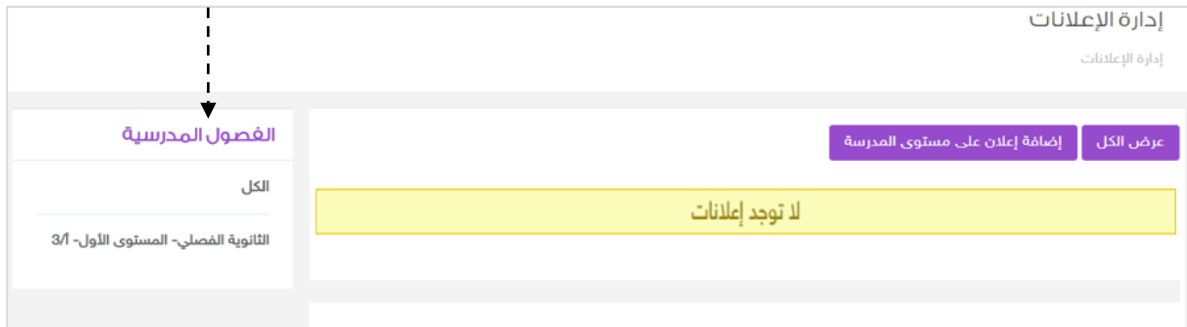 إدارة الإعلانات
إدارة الإعلانات
عرض الكل
إضافة إعلان على مستوى المدرسة
لا توجد إعلانات
الفصول المدرسية
الكل
الثانوية الفصلي- المستوى الأول- أ/3